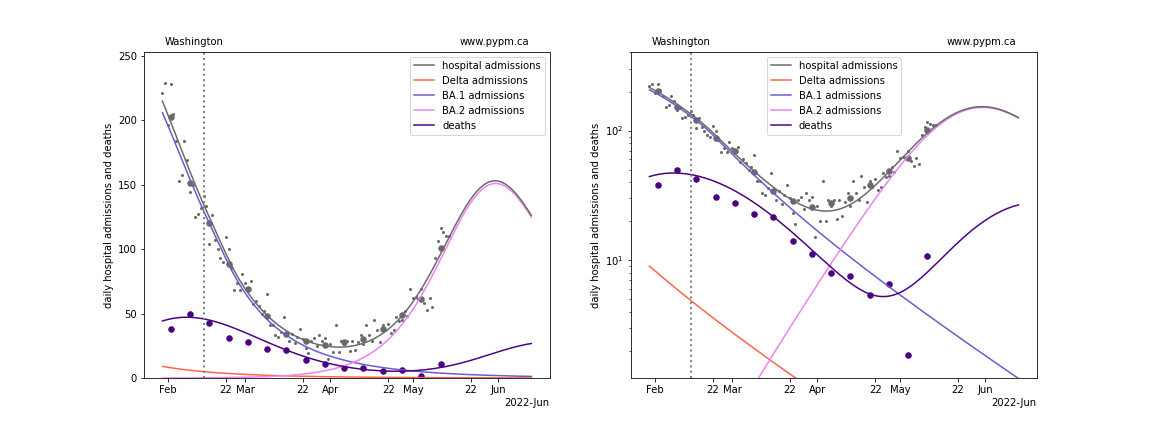 Washington www.pypm.ca
hospital admissions
Delta admissions
BA.1 admissions
BA.2 admissions
deaths
daily hospital admissions and deaths
250
200
150
100
50
0
Feb 22 Mar 22 Apr 22 May 22 Jun
2022-Jun
Washington www.pypm.ca
hospital admissions
Delta admissions
BA.1 admissions
BA.2 admissions
deaths
daily hospital admissions and deaths
10²
10¹
Feb 22 Mar 22 Apr 22 May 22 Jun
2022-Jun